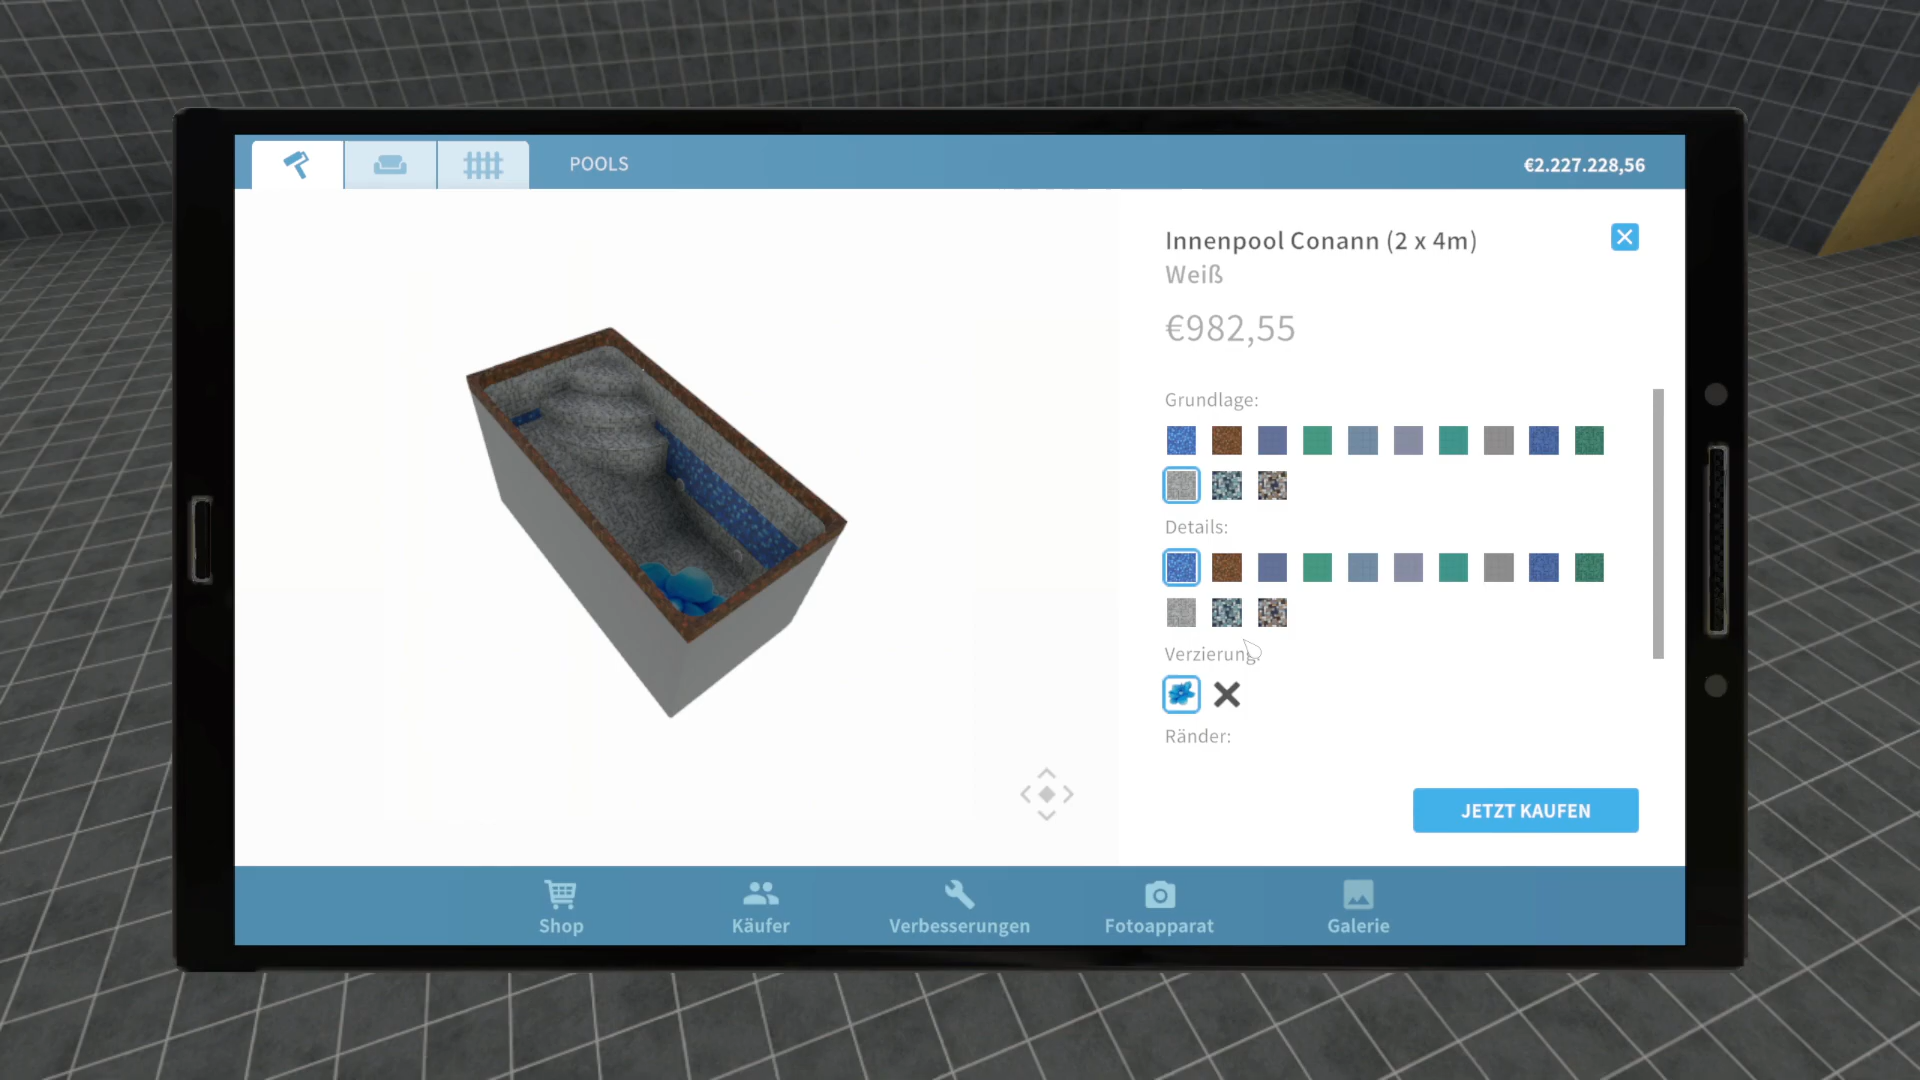 POOLS
€2.227.228,56
Innenpool Conann (2 x 4m)
Weiß
€982,55
Grundlage:
Details:
Verzierung:
Ränder:
JETZT KAUFEN
Shop
Käufer
Verbesserungen
Fotoapparat
Galerie